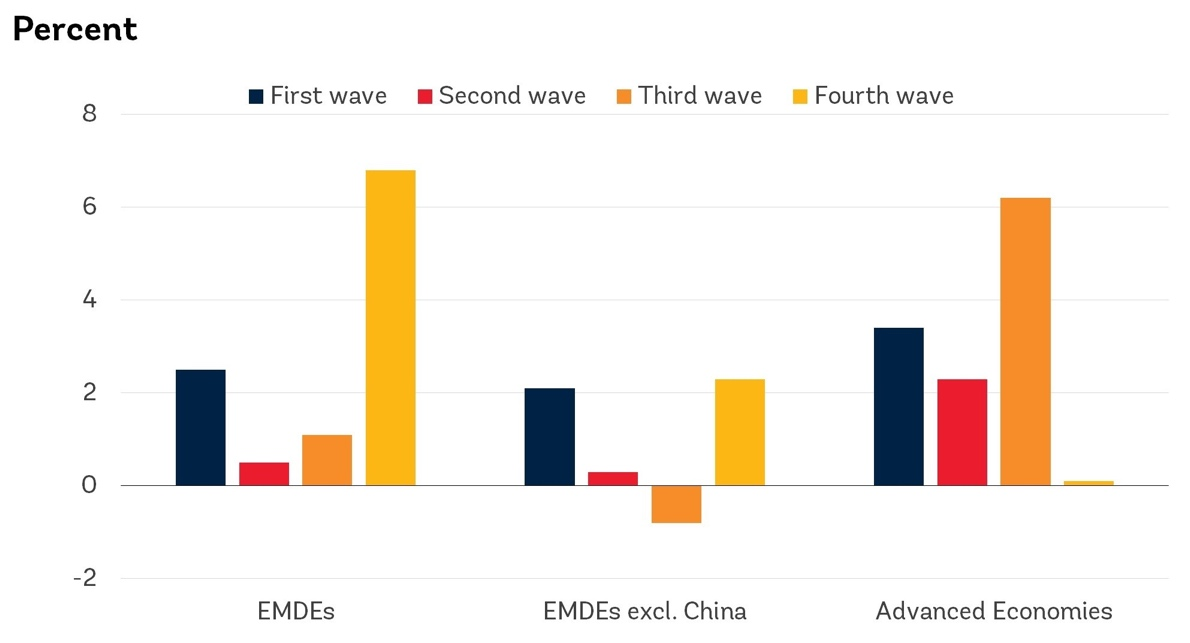 Percent
First wave Second wave Third wave Fourth wave
8
6
4
2
0
-2
EMDEs EMDEs excl. China Advanced Economies